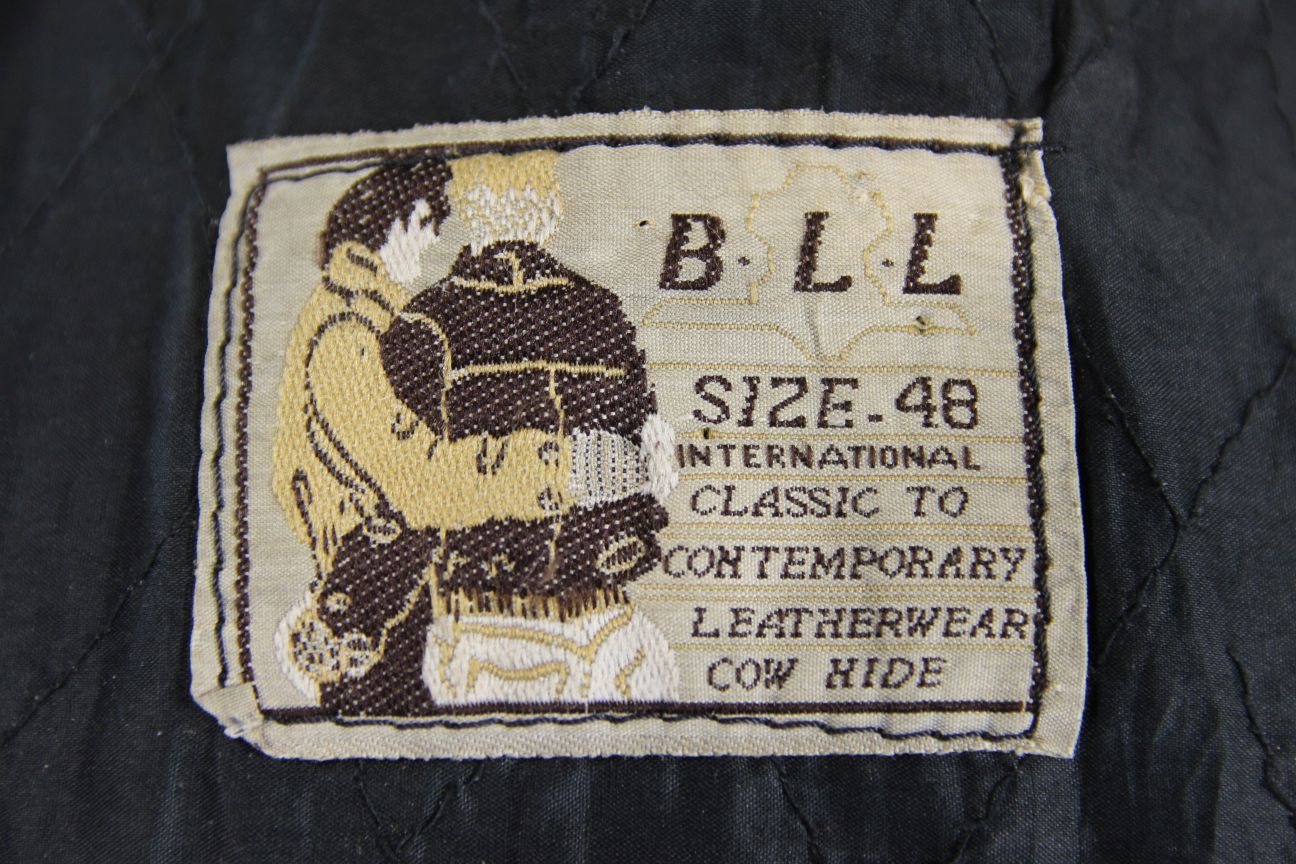 B.L.L
SIZE-48
INTERNATIONAL
CLASSIC TO
CONTEMPORARY
LEATHERWEAR
COW HIDE